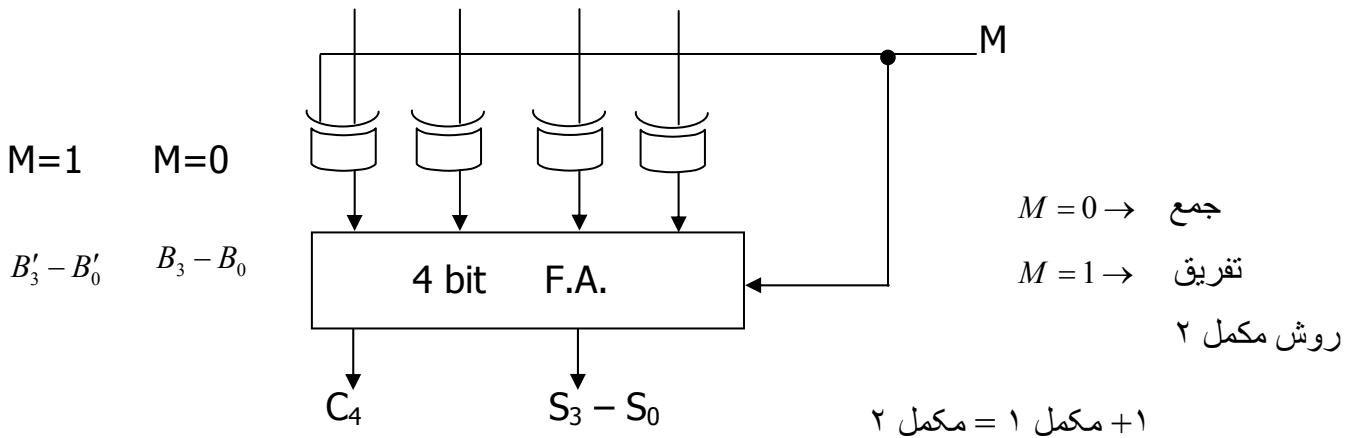 M
M=1 M=0
M = 0 → جمع
B′₃ − B′₀ B₃ − B₀
4 bit F.A.
M = 1 → تفریق
روش مکمل ۲
C₄ S₃ – S₀
۱+ مکمل ۱ = مکمل ۲